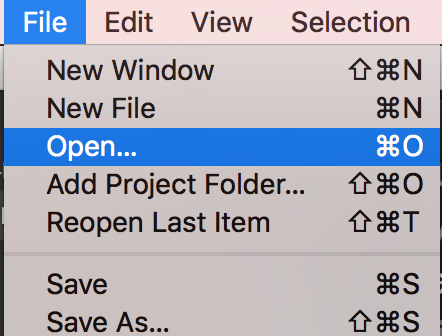 File Edit View Selection
New Window ⇧⌘N
New File ⌘N
Open... ⌘O
Add Project Folder... ⇧⌘O
Reopen Last Item ⇧⌘T
Save ⌘S
Save As... ⇧⌘S